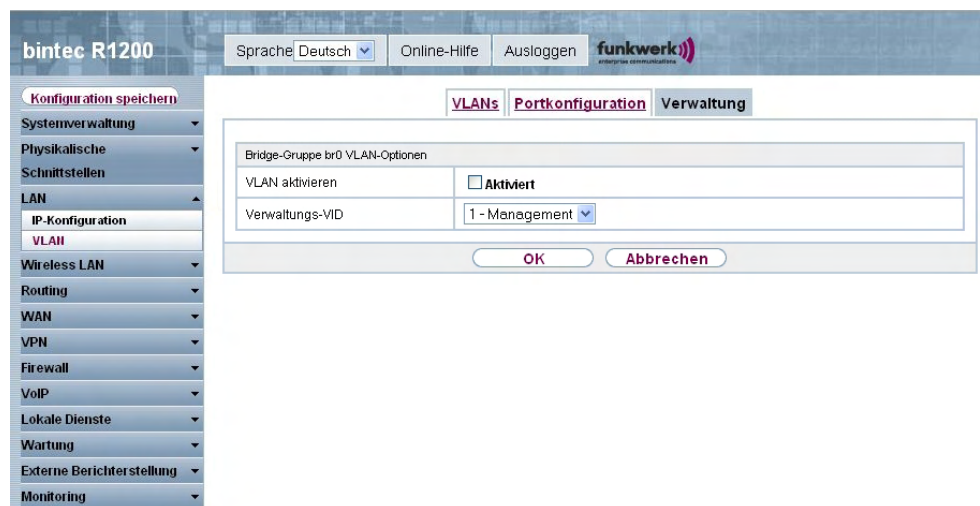 bintec R1200
Sprache Deutsch
Online-Hilfe
Ausloggen
funkwerk
enterprise communications
Konfiguration speichern
Systemverwaltung
Physikalische
Schnittstellen
LAN
IP-Konfiguration
VLAN
Wireless LAN
Routing
WAN
VPN
Firewall
VoIP
Lokale Dienste
Wartung
Externe Berichterstellung
Monitoring
VLANs Portkonfiguration Verwaltung
Bridge-Gruppe br0 VLAN-Optionen
VLAN aktivieren Aktiviert
Verwaltungs-VID 1 - Management
OK Abbrechen